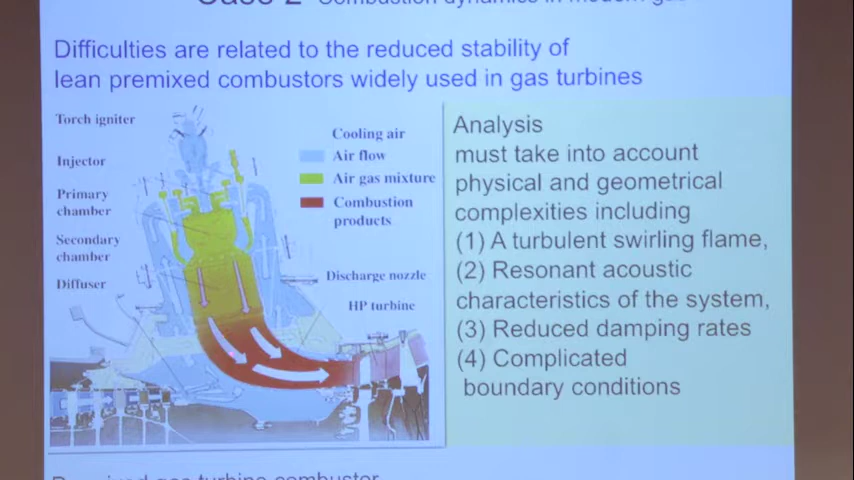 Difficulties are related to the reduced stability of
lean premixed combustors widely used in gas turbines
Torch igniter
Injector
Primary
chamber
Secondary
chamber
Diffuser
Cooling air
Air flow
Air gas mixture
Combustion
products
Discharge nozzle
HP turbine
Analysis
must take into account
physical and geometrical
complexities including
(1) A turbulent swirling flame,
(2) Resonant acoustic
characteristics of the system,
(3) Reduced damping rates
(4) Complicated
boundary conditions